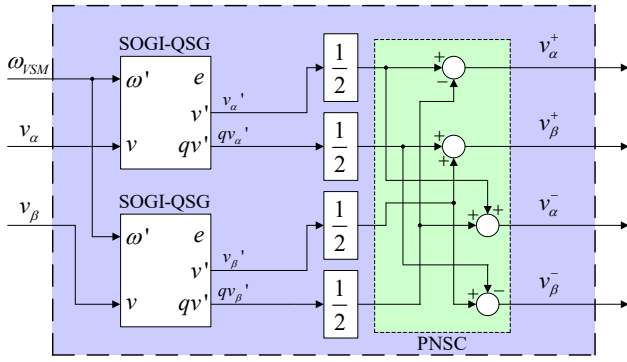 SOGI-QSG
ω_VSM
ω'
e
v'
v_α'
v_α
v
qv'
qv_α'
1/2
1/2
v_α^+
v_β^+
+
−
+
+
SOGI-QSG
v_β
ω'
e
v'
v_β'
v
qv'
qv_β'
1/2
1/2
+
+
v_α^−
+
−
v_β^−
PNSC